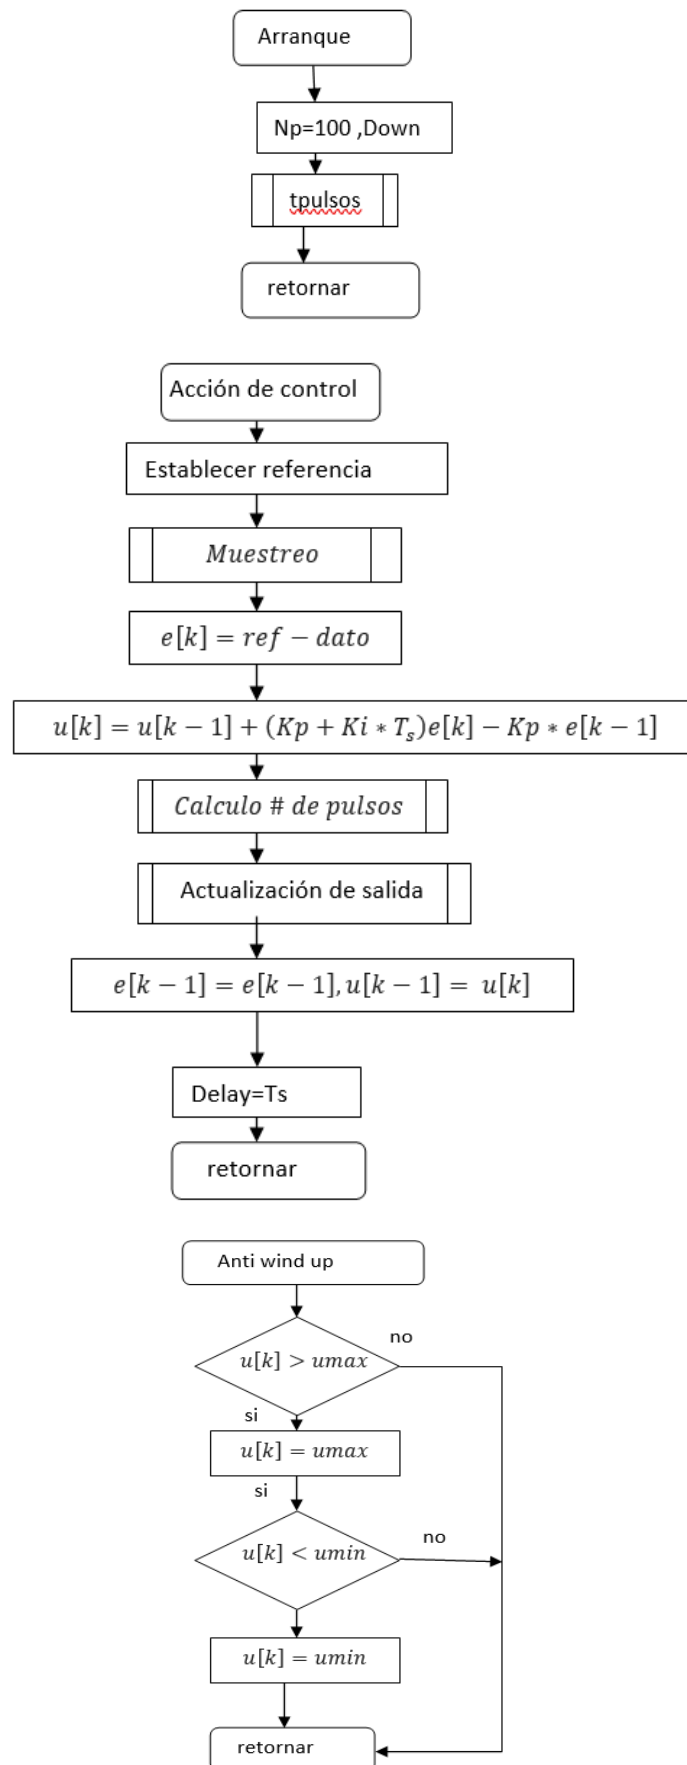 Arranque
Np=100 ,Down
tpulsos
retornar
Acción de control
Establecer referencia
Muestreo
e[k] = ref − dato
u[k] = u[k − 1] + (Kp + Ki * Tₛ)e[k] − Kp * e[k − 1]
Calculo # de pulsos
Actualización de salida
e[k − 1] = e[k − 1], u[k − 1] = u[k]
Delay=Ts
retornar
Anti wind up
no
u[k] > umax
si
u[k] = umax
si
no
u[k] < umin
u[k] = umin
retornar